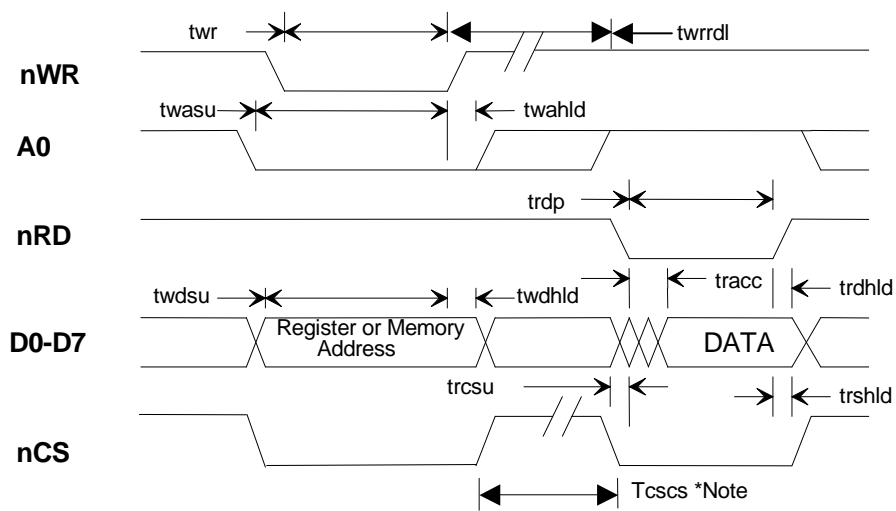 twr
twrrdl
nWR
twasu
twahld
A0
trdp
nRD
tracc
trdhld
twdsu
twdhld
D0-D7
Register or Memory
Address
DATA
trcsu
trshld
nCS
Tcscs *Note